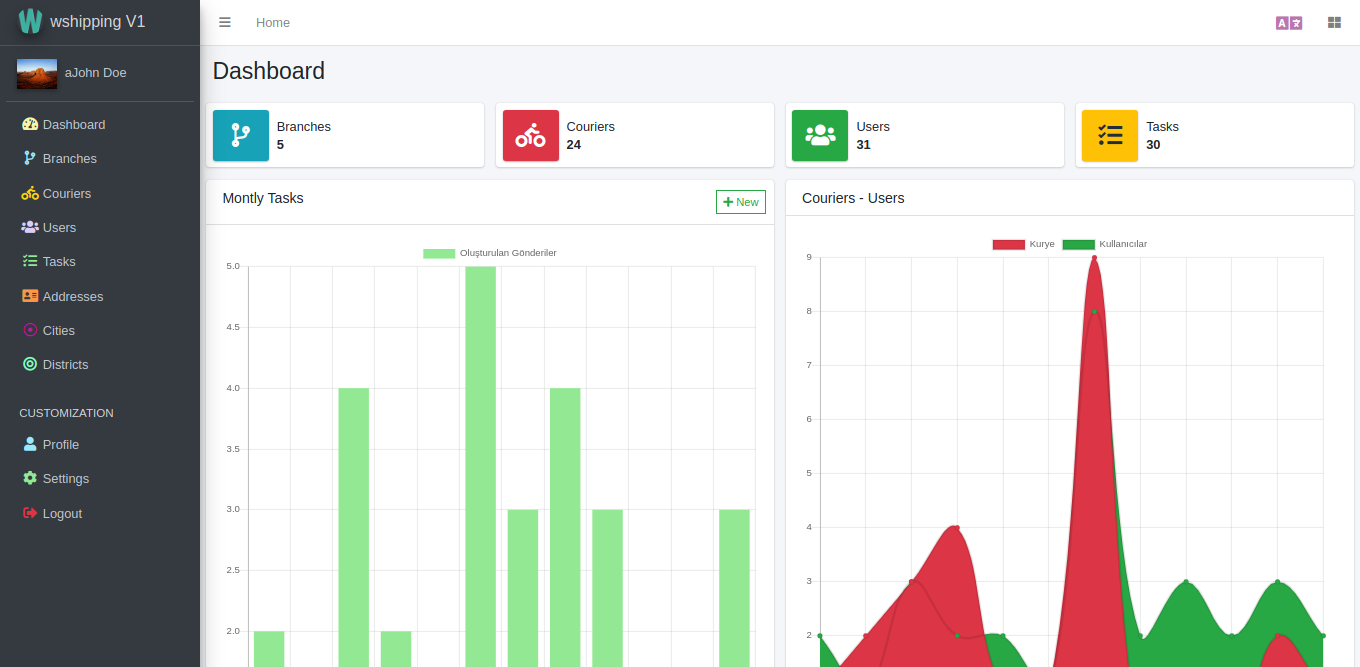 wshipping V1
Home
A
aJohn Doe
Dashboard
Branches
Couriers
Users
Tasks
Addresses
Cities
Districts
CUSTOMIZATION
Profile
Settings
Logout
Dashboard
Branches
5
Couriers
24
Users
31
Tasks
30
Montly Tasks
New
Oluşturulan Gönderiler
5.0
4.5
4.0
3.5
3.0
2.5
2.0
Couriers - Users
Kurye
Kullanıcılar
9
8
7
6
5
4
3
2